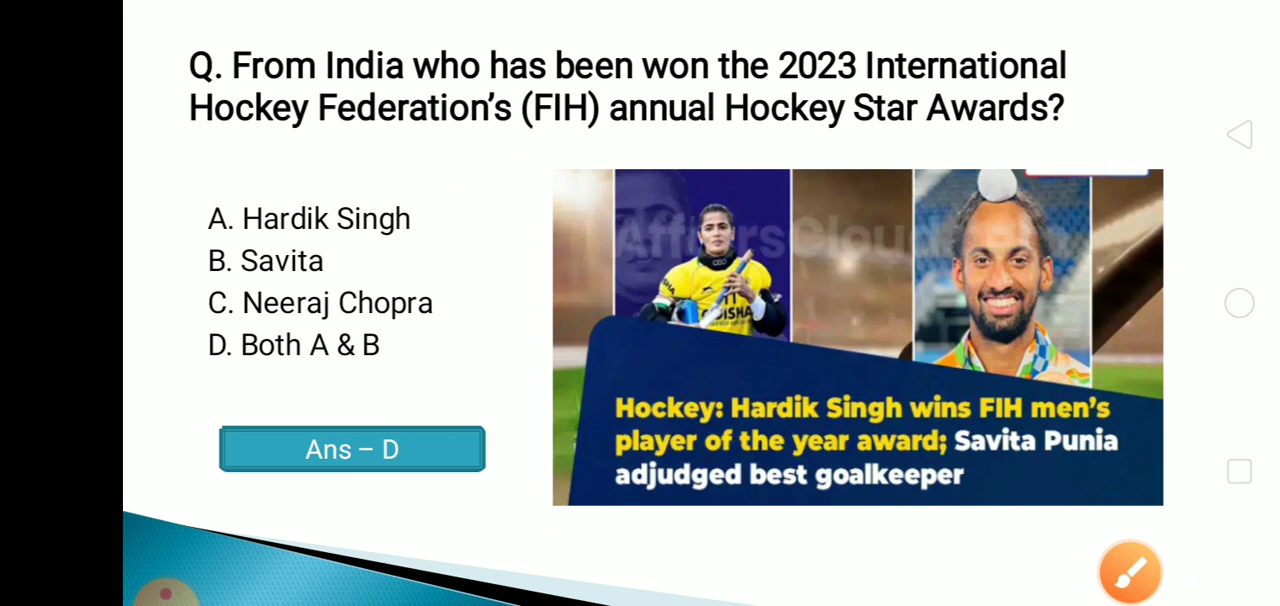 Q. From India who has been won the 2023 International
Hockey Federation's (FIH) annual Hockey Star Awards?
A. Hardik Singh
B. Savita
C. Neeraj Chopra
D. Both A & B
Ans – D
ODISHA
Hockey: Hardik Singh wins FIH men's
player of the year award; Savita Punia
adjudged best goalkeeper